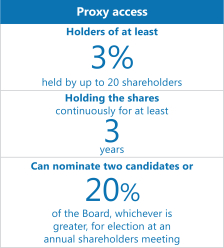 Proxy access
Holders of at least
3%
held by up to 20 shareholders
Holding the shares
continuously for at least
3
years
Can nominate two candidates or
20%
of the Board, whichever is
greater, for election at an
annual shareholders meeting